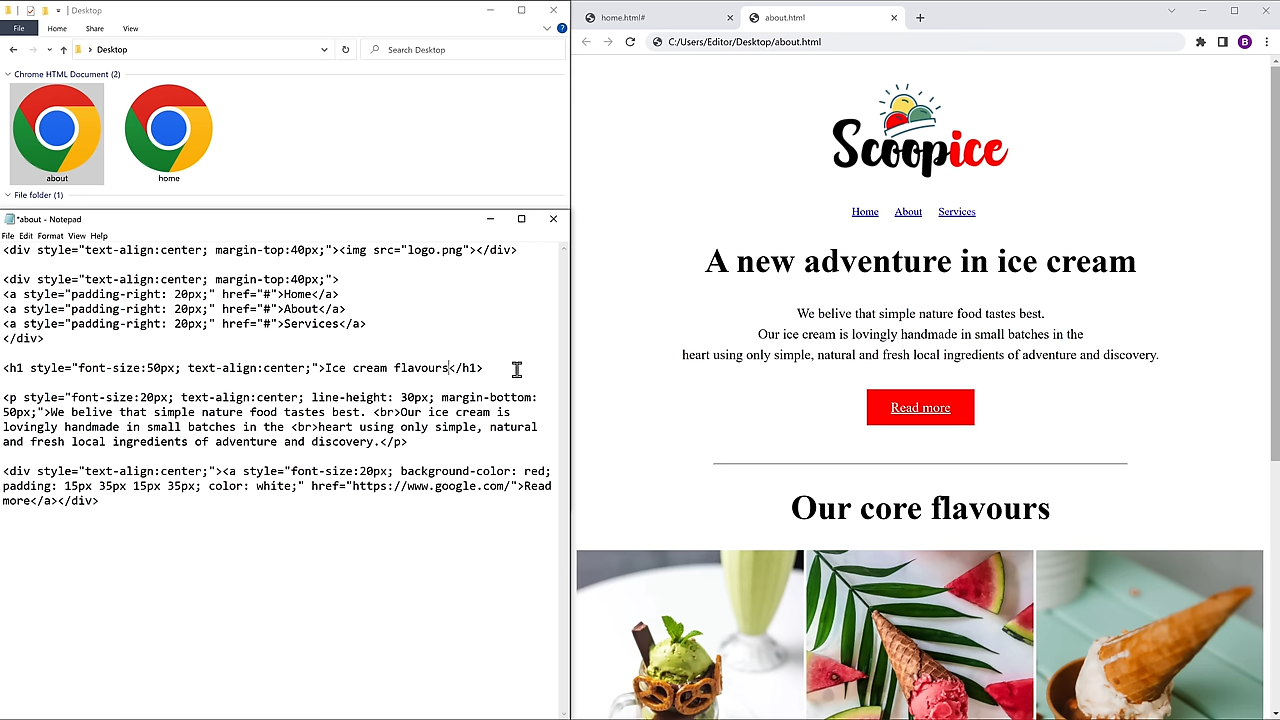 Desktop
File
Home
Share
View
Desktop
Search Desktop
Chrome HTML Document (2)
about
home
File folder (1)
*about - Notepad
File Edit Format View Help
<div style="text-align:center; margin-top:40px;"><img src="logo.png"></div>
<div style="text-align:center; margin-top:40px;">
<a style="padding-right: 20px;" href="#">Home</a>
<a style="padding-right: 20px;" href="#">About</a>
<a style="padding-right: 20px;" href="#">Services</a>
</div>
<h1 style="font-size:50px; text-align:center;">Ice cream flavours</h1>
<p style="font-size:20px; text-align:center; line-height: 30px; margin-bottom:
50px;">We belive that simple nature food tastes best. <br>Our ice cream is
lovingly handmade in small batches in the <br>heart using only simple, natural
and fresh local ingredients of adventure and discovery.</p>
<div style="text-align:center;"><a style="font-size:20px; background-color: red;
padding: 15px 35px 15px 35px; color: white;" href="https://www.google.com/">Read
more</a></div>
home.html#
about.html
C:/Users/Editor/Desktop/about.html
B
Scoopice
Home About Services
A new adventure in ice cream
We belive that simple nature food tastes best.
Our ice cream is lovingly handmade in small batches in the
heart using only simple, natural and fresh local ingredients of adventure and discovery.
Read more
Our core flavours